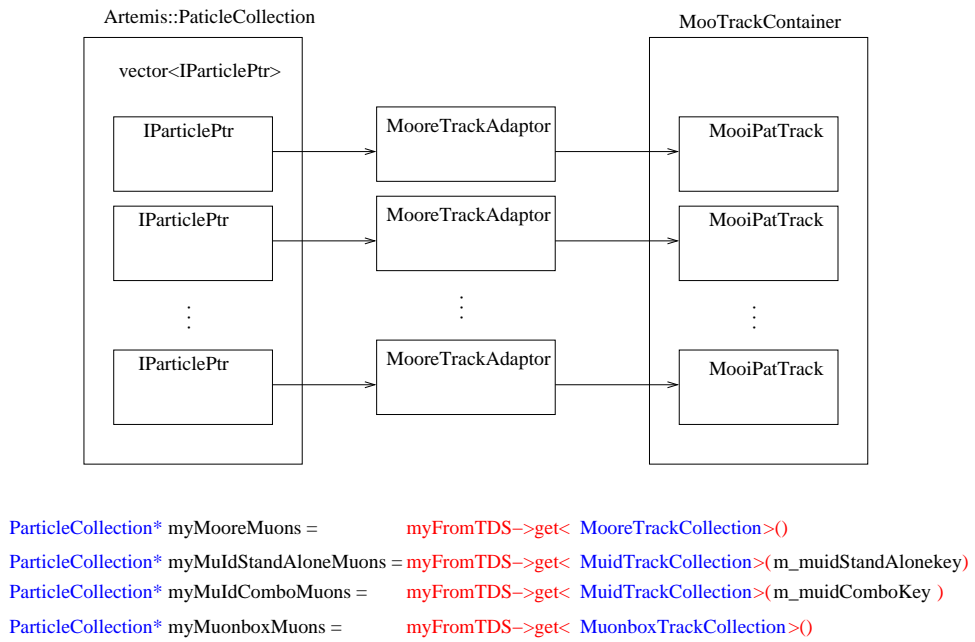 Artemis::PaticleCollection
MooTrackContainer
vector<IParticlePtr>
IParticlePtr
MooreTrackAdaptor
MooiPatTrack
IParticlePtr
MooreTrackAdaptor
MooiPatTrack
IParticlePtr
MooreTrackAdaptor
MooiPatTrack
ParticleCollection* myMooreMuons = myFromTDS->get< MooreTrackCollection>()
ParticleCollection* myMuIdStandAloneMuons = myFromTDS->get< MuidTrackCollection>(m_muidStandAlonekey)
ParticleCollection* myMuIdComboMuons = myFromTDS->get< MuidTrackCollection>(m_muidComboKey )
ParticleCollection* myMuonboxMuons = myFromTDS->get< MuonboxTrackCollection>()